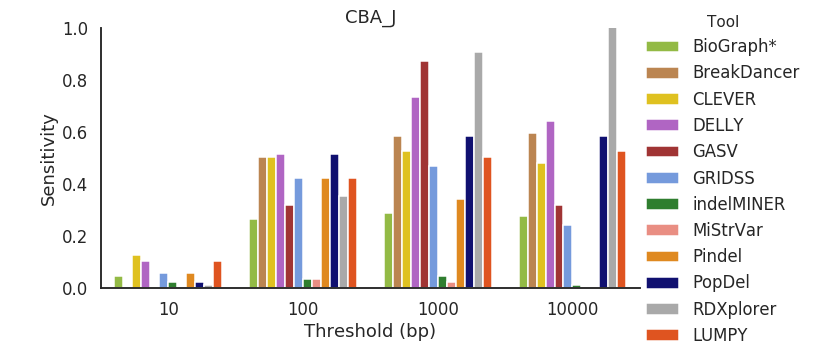 CBA_J
Sensitivity
1.0
0.8
0.6
0.4
0.2
0.0
10
100
1000
10000
Threshold (bp)
Tool
BioGraph*
BreakDancer
CLEVER
DELLY
GASV
GRIDSS
indelMINER
MiStrVar
Pindel
PopDel
RDXplorer
LUMPY